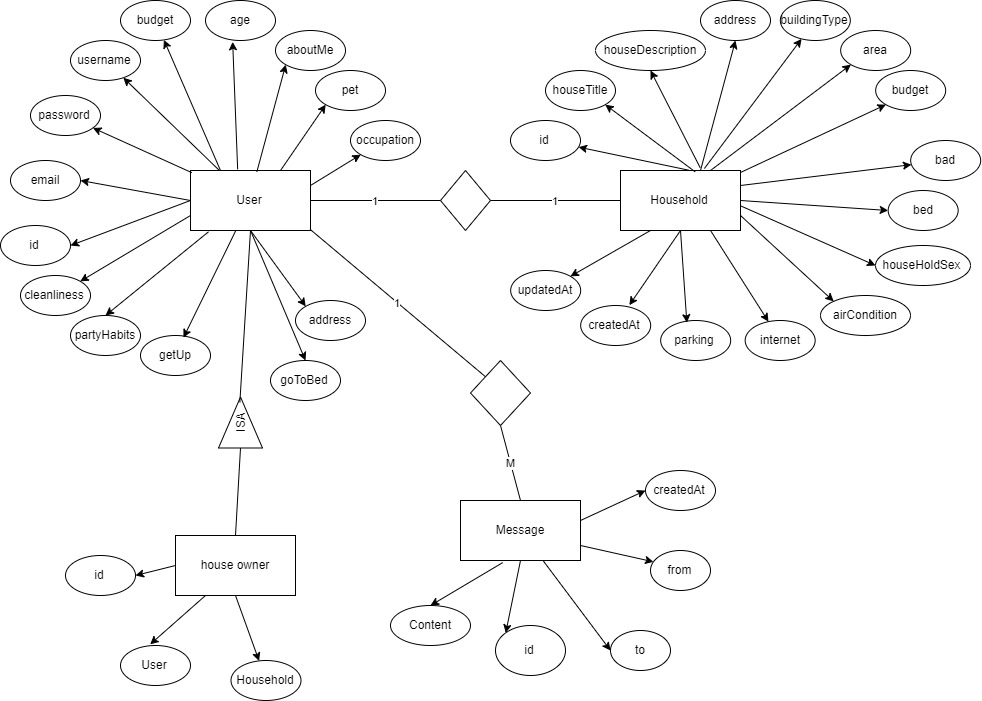 budget
age
address
buildingType
username
aboutMe
houseDescription
area
password
pet
houseTitle
budget
occupation
id
bad
email
User
1
1
Household
bed
id
houseHoldSex
cleanliness
updatedAt
1
airCondition
partyHabits
address
createdAt
parking
internet
getUp
goToBed
ISA
M
createdAt
Message
house owner
id
from
Content
id
to
User
Household